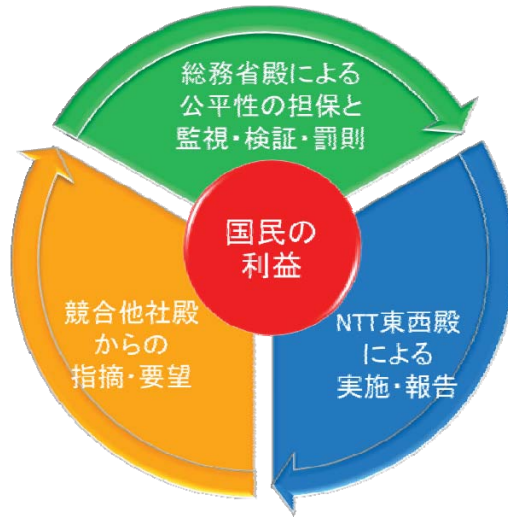 総務省殿による
公平性の担保と
監視・検証・罰則
国民の
利益
NTT東西殿
による
実施・報告
競合他社殿
からの
指摘・要望